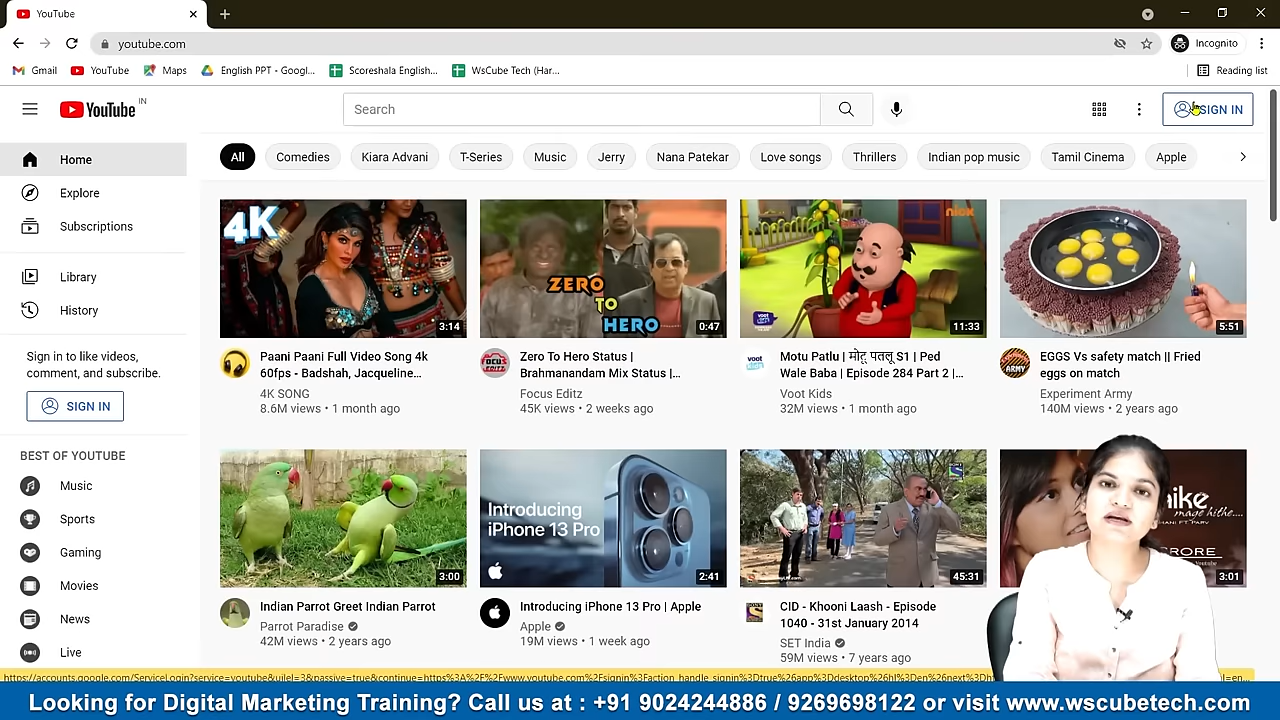 YouTube
youtube.com
Incognito
Gmail
YouTube
Maps
English PPT - Googl...
Scoreshala English...
WsCube Tech (Har...
Reading list
YouTube IN
Search
SIGN IN
Home
Explore
Subscriptions
Library
History
Sign in to like videos,
comment, and subscribe.
SIGN IN
BEST OF YOUTUBE
Music
Sports
Gaming
Movies
News
Live
All
Comedies
Kiara Advani
T-Series
Music
Jerry
Nana Patekar
Love songs
Thrillers
Indian pop music
Tamil Cinema
Apple
4K
3:14
Paani Paani Full Video Song 4k
60fps - Badshah, Jacqueline...
4K SONG
8.6M views • 1 month ago
ZERO
TO
HERO
0:47
Zero To Hero Status |
Brahmanandam Mix Status |...
Focus Editz
45K views • 2 weeks ago
nick
voot
11:33
Motu Patlu | मोटू पतलू S1 | Ped
Wale Baba | Episode 284 Part 2 |...
Voot Kids
32M views • 1 month ago
5:51
EGGS Vs safety match || Fried
eggs on match
Experiment Army
140M views • 2 years ago
3:00
Indian Parrot Greet Indian Parrot
Parrot Paradise
42M views • 2 years ago
Introducing
iPhone 13 Pro
2:41
Introducing iPhone 13 Pro | Apple
Apple
19M views • 1 week ago
45:31
CID - Khooni Laash - Episode
1040 - 31st January 2014
SET India
59M views • 7 years ago
3:01
Looking for Digital Marketing Training? Call us at : +91 9024244886 / 9269698122 or visit www.wscubetech.com